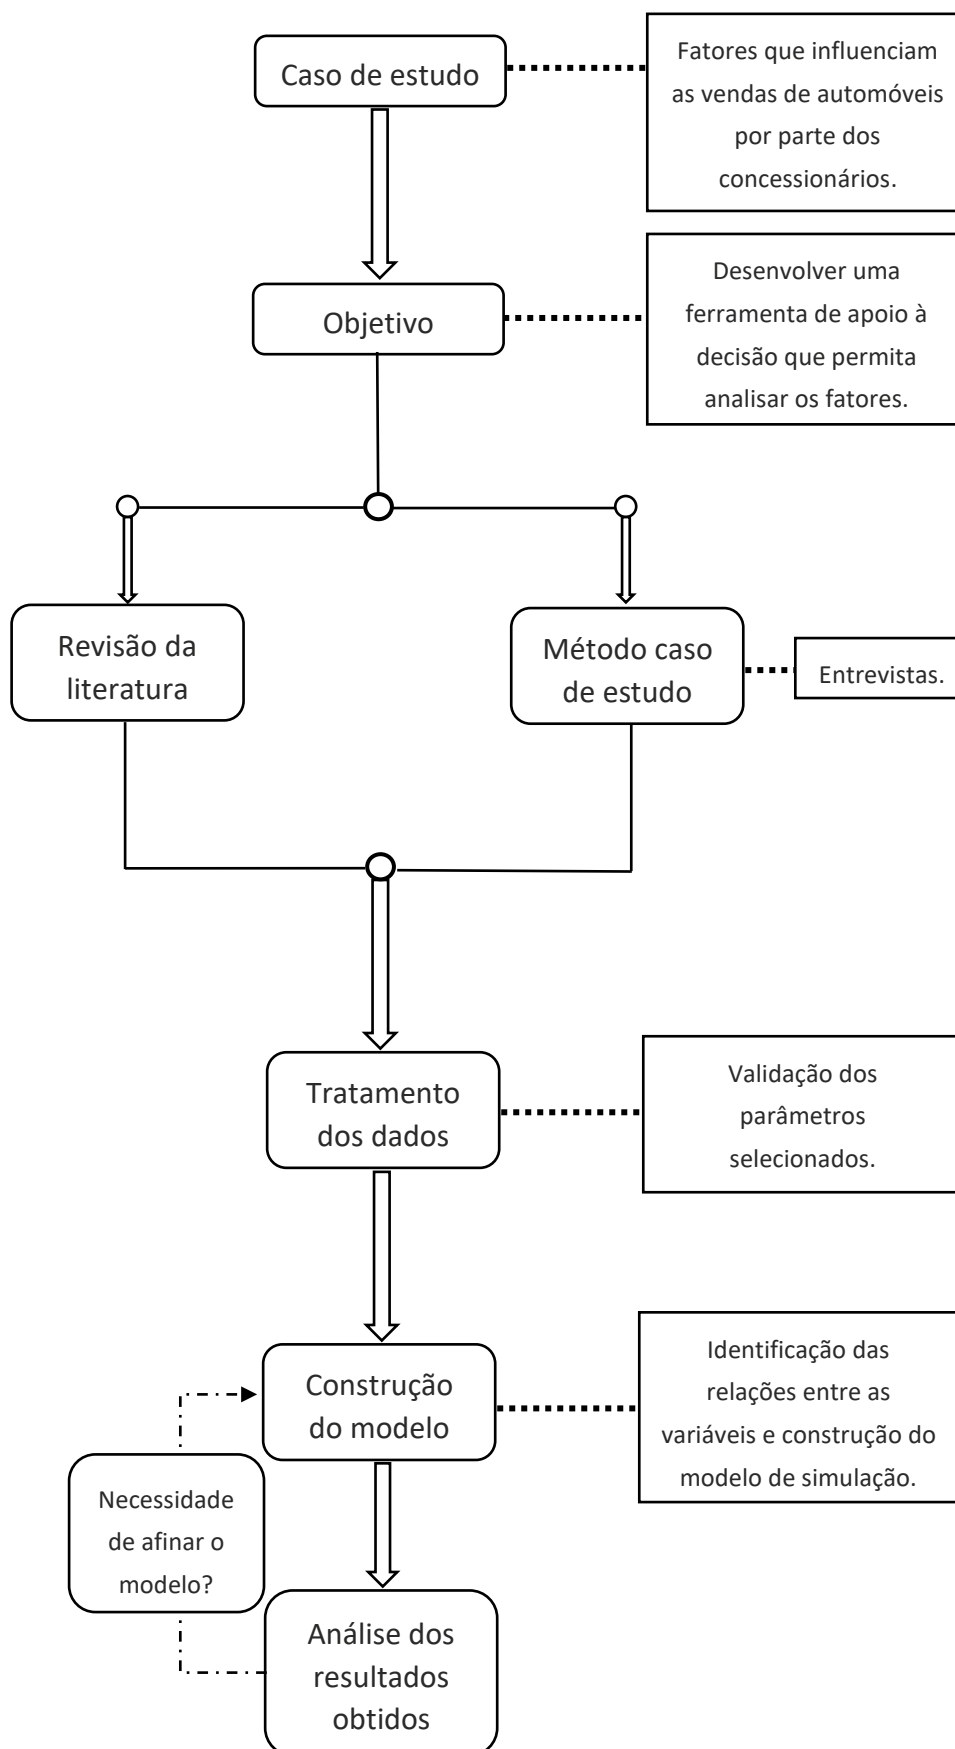 Caso de estudo
Fatores que influenciam
as vendas de automóveis
por parte dos
concessionários.
Objetivo
Desenvolver uma
ferramenta de apoio à
decisão que permita
analisar os fatores.
Revisão da
literatura
Método caso
de estudo
Entrevistas.
Tratamento
dos dados
Validação dos
parâmetros
selecionados.
Construção
do modelo
Identificação das
relações entre as
variáveis e construção do
modelo de simulação.
Necessidade
de afinar o
modelo?
Análise dos
resultados
obtidos